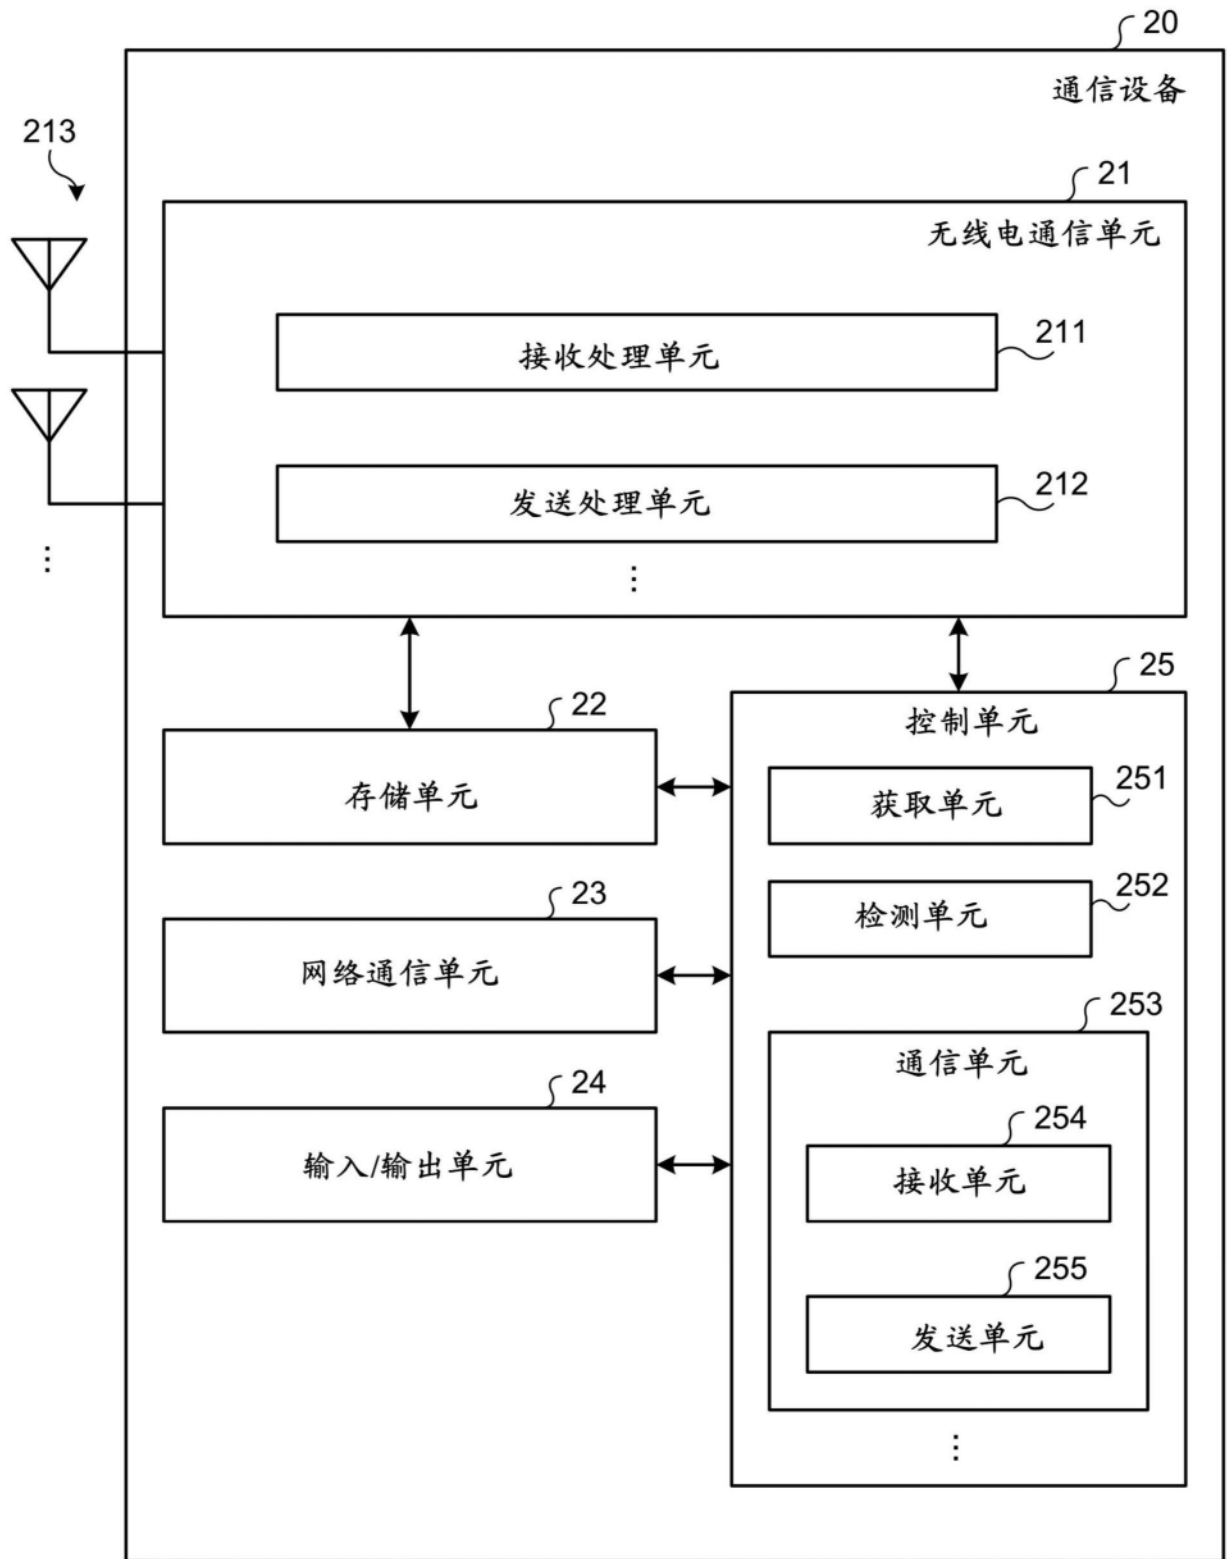 20
通信设备
213
21
无线电通信单元
接收处理单元
211
发送处理单元
212
22
存储单元
23
网络通信单元
24
输入/输出单元
25
控制单元
获取单元
251
检测单元
252
253
通信单元
254
接收单元
255
发送单元